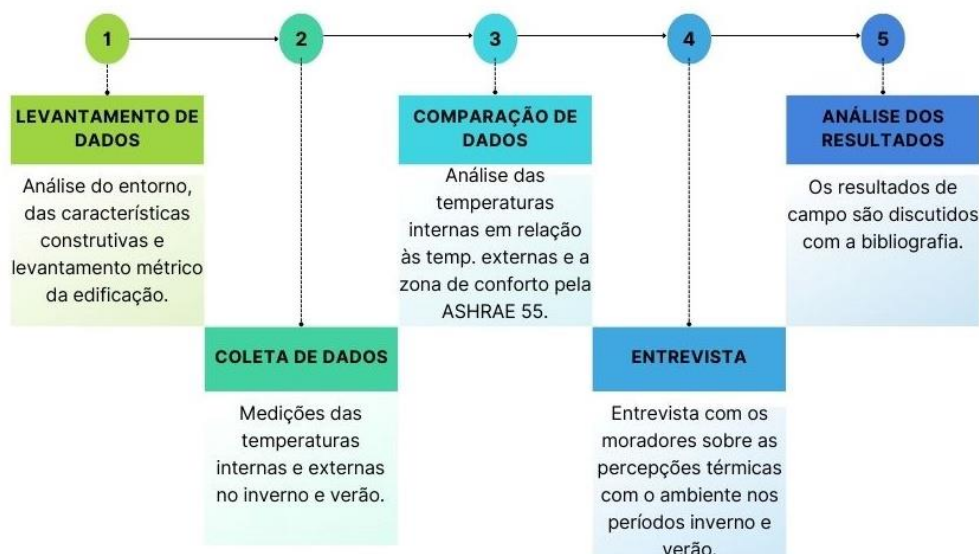 1
2
3
4
5
LEVANTAMENTO DE
DADOS
Análise do entorno,
das características
construtivas e
levantamento métrico
da edificação.
COLETA DE DADOS
Medições das
temperaturas
internas e externas
no inverno e verão.
COMPARAÇÃO DE
DADOS
Análise das
temperaturas
internas em relação
às temp. externas e a
zona de conforto pela
ASHRAE 55.
ENTREVISTA
Entrevista com os
moradores sobre as
percepções térmicas
com o ambiente nos
períodos inverno e
verão.
ANÁLISE DOS
RESULTADOS
Os resultados de
campo são discutidos
com a bibliografia.